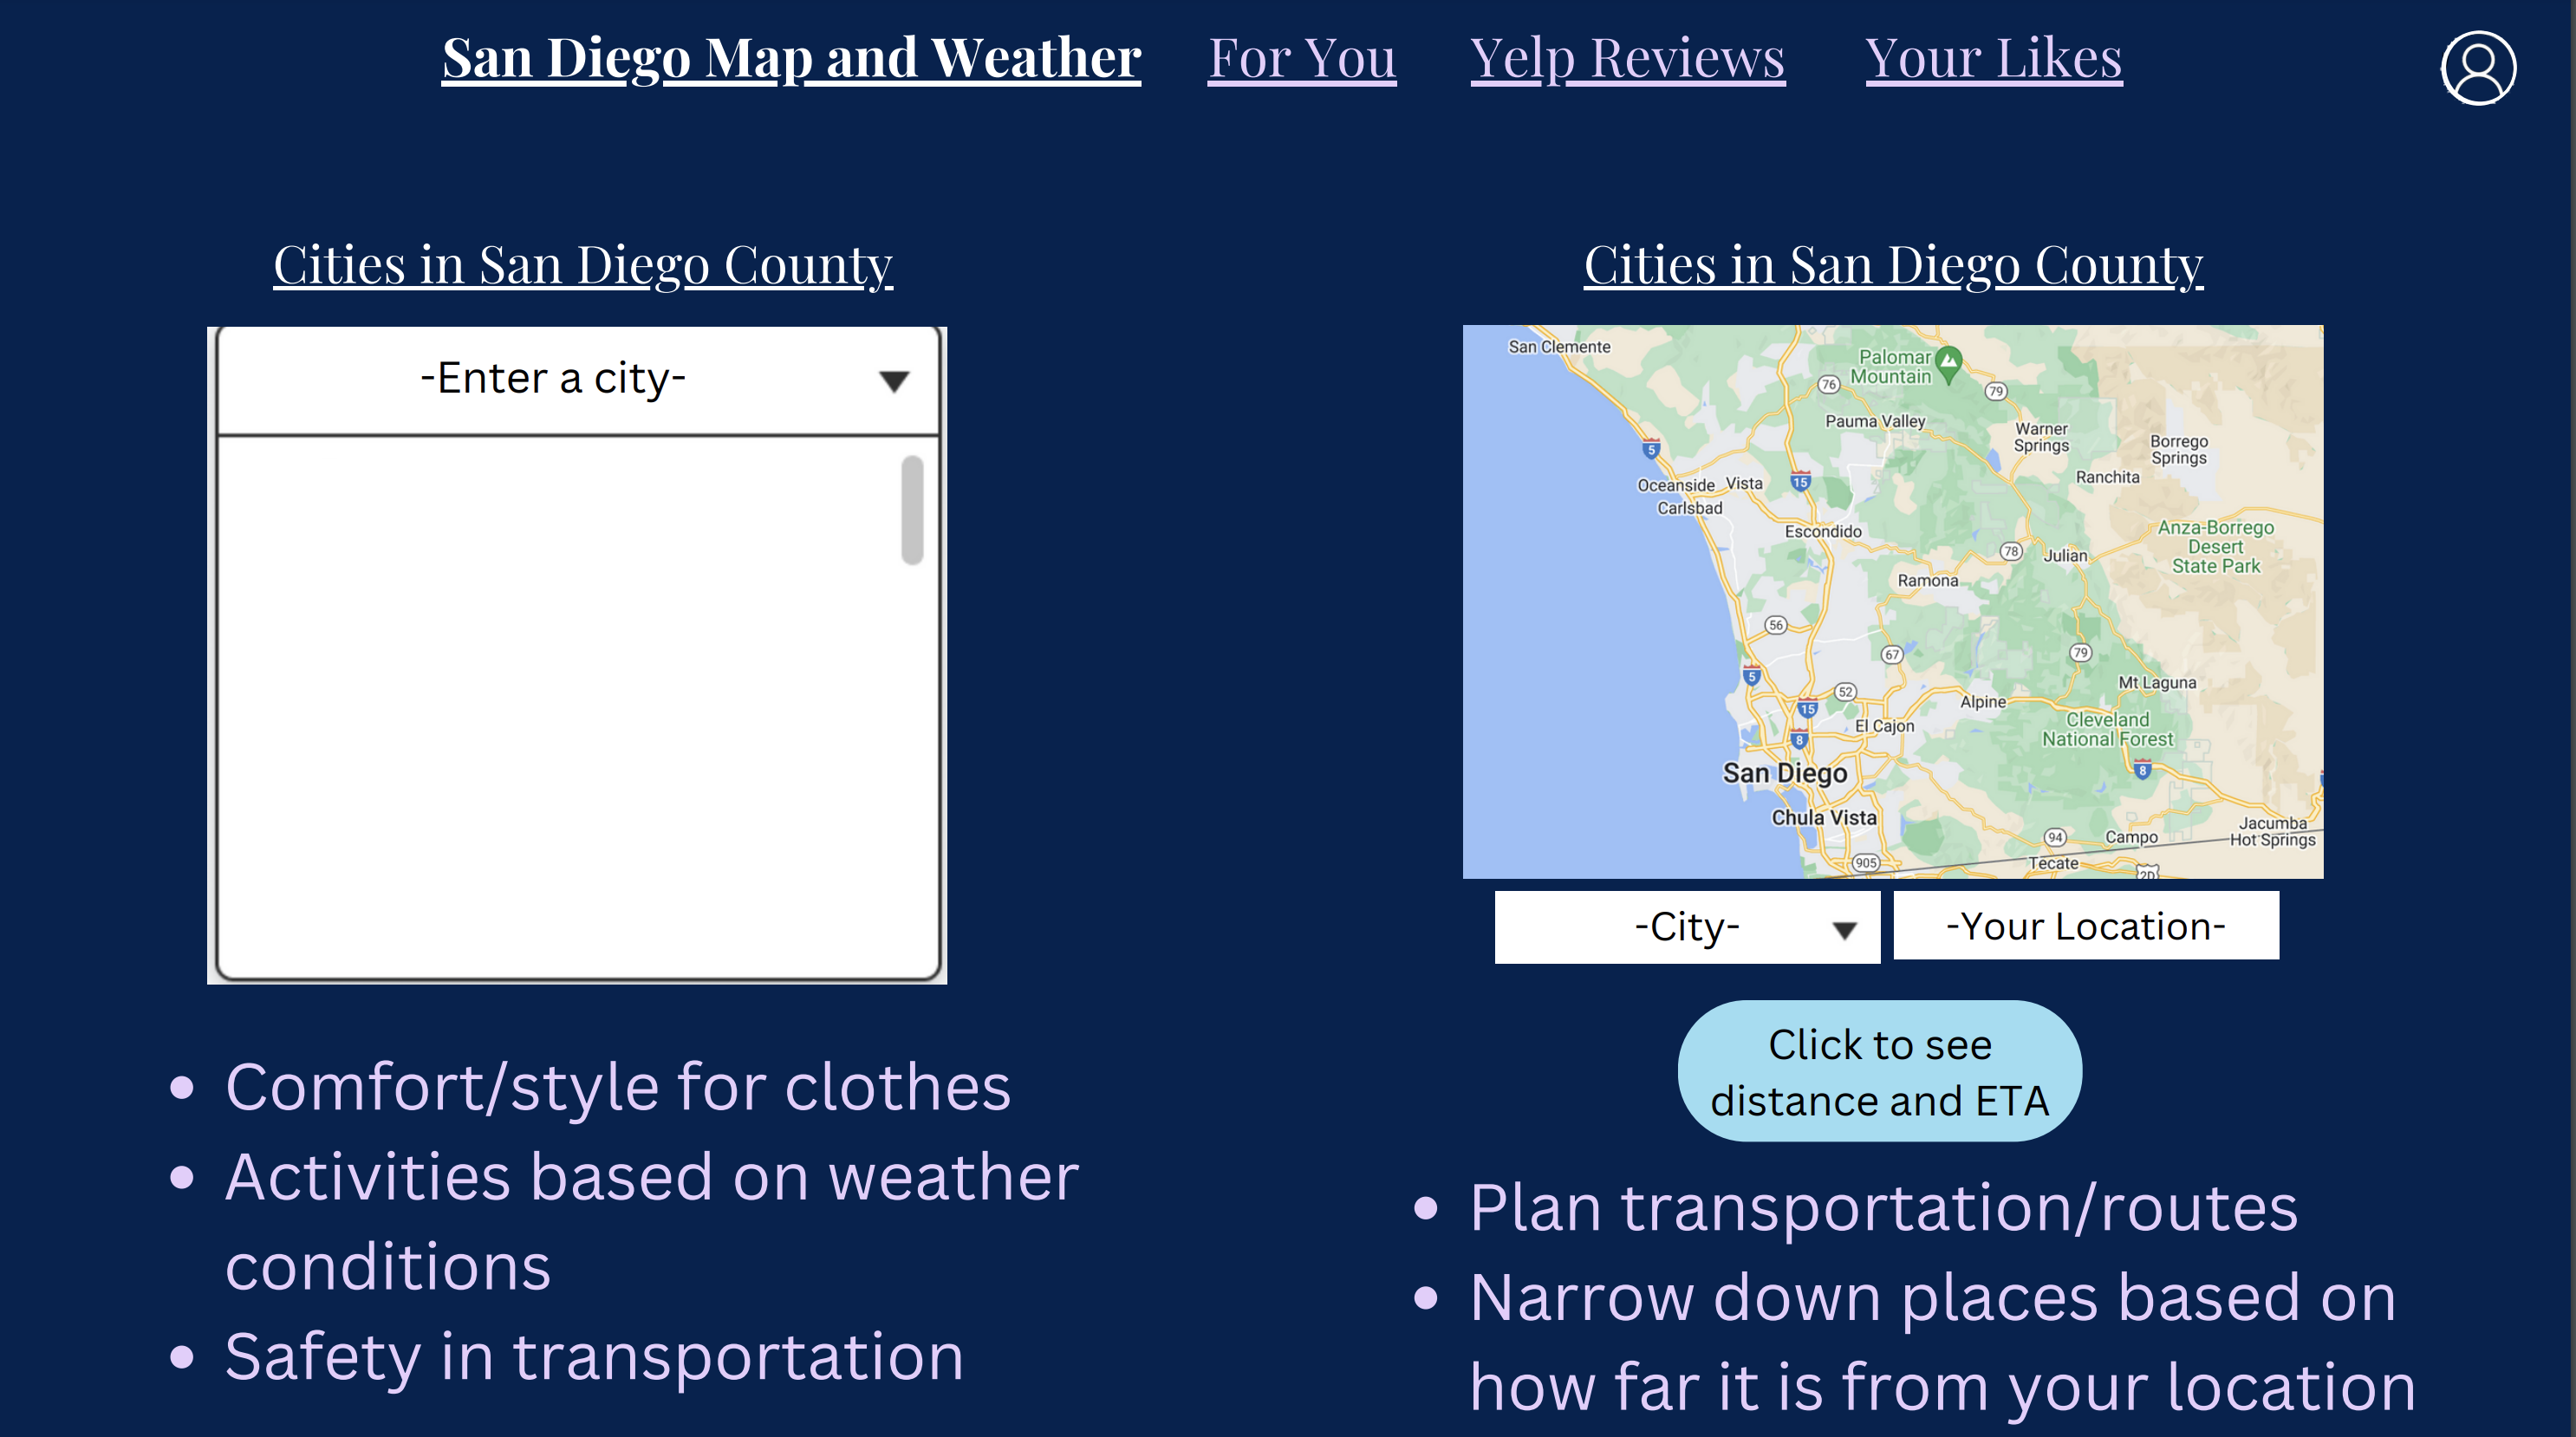 San Diego Map and Weather For You Yelp Reviews Your Likes
Cities in San Diego County
-Enter a city-
Comfort/style for clothes
Activities based on weather
conditions
Safety in transportation
Cities in San Diego County
San Clemente
Palomar
Mountain
76
79
Pauma Valley
Warner
Springs
Borrego
Springs
5
Ranchita
Oceanside
Vista
15
Carlsbad
Escondido
Anza-Borrego
Desert
State Park
78
Julian
Ramona
56
67
79
5
52
Mt Laguna
15
Alpine
El Cajon
Cleveland
National Forest
8
8
San Diego
Chula Vista
94
Campo
Jacumba
Hot Springs
905
Tecate
2D
-City-
-Your Location-
Click to see
distance and ETA
Plan transportation/routes
Narrow down places based on
how far it is from your location